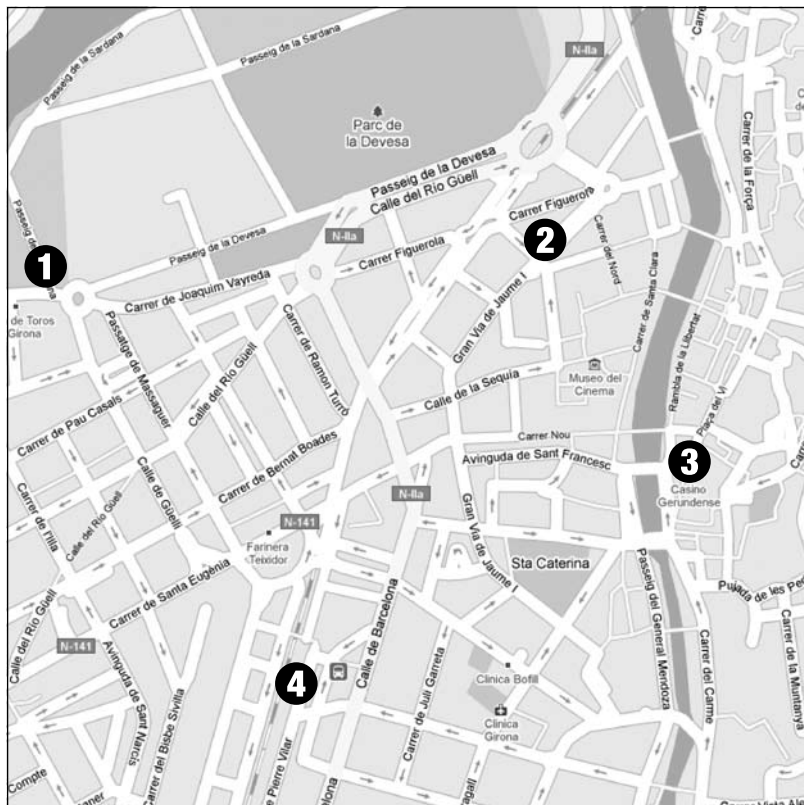 Passeig de la Sardana
Passeig de la Sardana
N-IIa
Parc de
la Devesa
Carrer de la Força
Passeig de la Devesa
Calle del Río Güell
Carrer Figuerola
N-IIa
1
Passeig de la Devesa
Carrer Figuerola
2
Carrer del Nord
Carrer de Santa Clara
de Toros
Girona
Carrer de Joaquim Vayreda
Passatge de Massaguer
Carrer de Ramon Turró
Gran Via de Jaume I
Rambla de la Llibertat
Calle del Río Güell
Museo del
Cinema
Calle de la Sequia
Plaça del Vi
Carrer de Pau Casals
Carrer Nou
Carrer de Bernal Boades
Avinguda de Sant Francesc
3
Casino
Gerundense
Calle de Güell
N-IIa
Gran Via de Jaume I
N-141
Calle del Río Güell
Farinera
Teixidor
Sta Caterina
Carrer de Santa Eugènia
Passeig del General Mendoza
Calle del Río Güell
N-141
Calle de Barcelona
Carrer del Carme
Carrer de la Muntanya
Avinguda de Sant Narcís
4
Carrer de Juli Garreta
Clínica Bofill
Clínica
Girona
Carrer del Bisbe Sivilla
Pierre Vilar
Compte